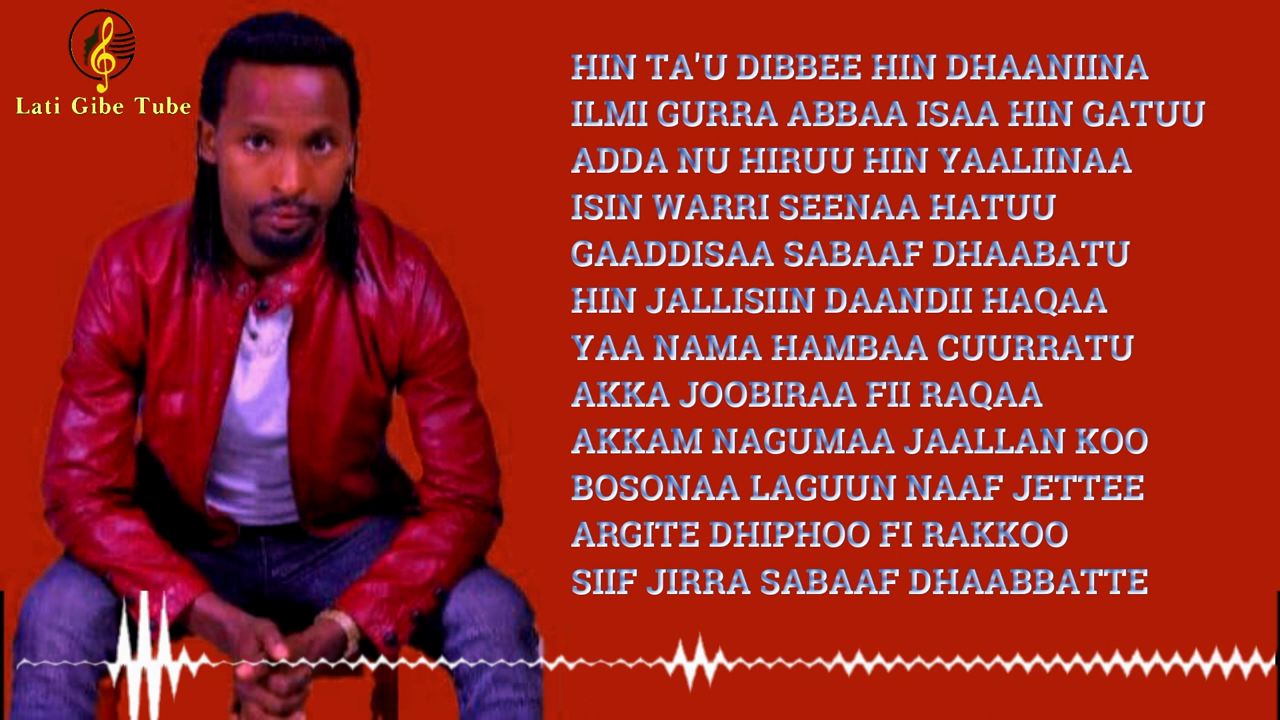 Lati Gibe Tube
HIN TA'U DIBBEE HIN DHAANIINA
ILMI GURRA ABBAA ISAA HIN GATUU
ADDA NU HIRUU HIN YAALIINAA
ISIN WARRI SEENAA HATUU
GAADDISAA SABAAF DHAABATU
HIN JALLISIIN DAANDII HAQAA
YAA NAMA HAMBAA CUURRATU
AKKA JOOBIRAA FII RAQAA
AKKAM NAGUMAA JAALLAN KOO
BOSONAA LAGUUN NAAF JETTEE
ARGITE DHIPHOO FI RAKKOO
SIIF JIRRA SABAAF DHAABBATTE